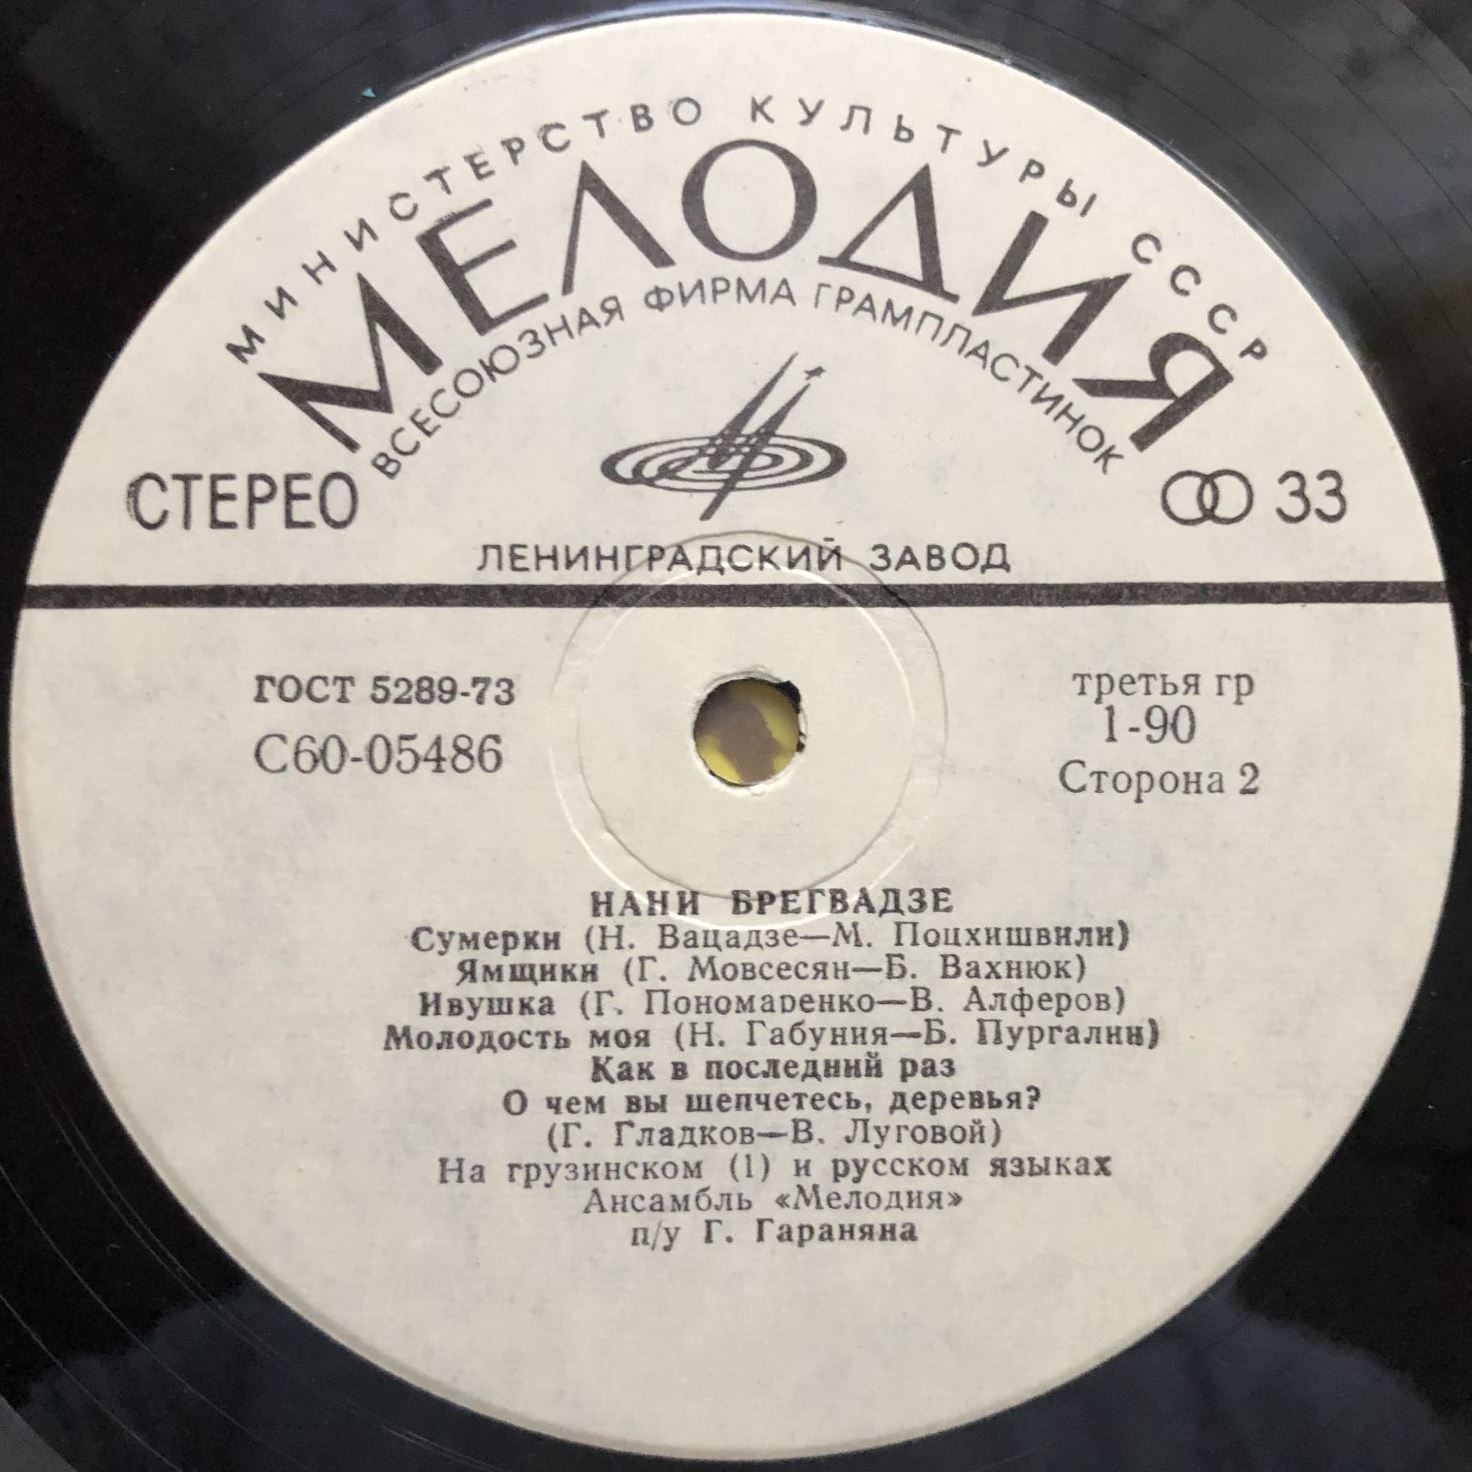 МИНИСТЕРСТВО КУЛЬТУРЫ СССР
МЕЛОДИЯ
ВСЕСОЮЗНАЯ ФИРМА ГРАМПЛАСТИНОК
СТЕРЕО
33
ЛЕНИНГРАДСКИЙ ЗАВОД
ГОСТ 5289-73
С60-05486
третья гр
1-90
Сторона 2
НАНИ БРЕГВАДЗЕ
Сумерки (Н. Вацадзе—М. Поцхишвили)
Ямщики (Г. Мовсесян—Б. Вахнюк)
Ивушка (Г. Пономаренко—В. Алферов)
Молодость моя (Н. Габуния—Б. Пургалин)
Как в последний раз
О чем вы шепчетесь, деревья?
(Г. Гладков—В. Луговой)
На грузинском (1) и русском языках
Ансамбль «Мелодия»
п/у Г. Гараняна